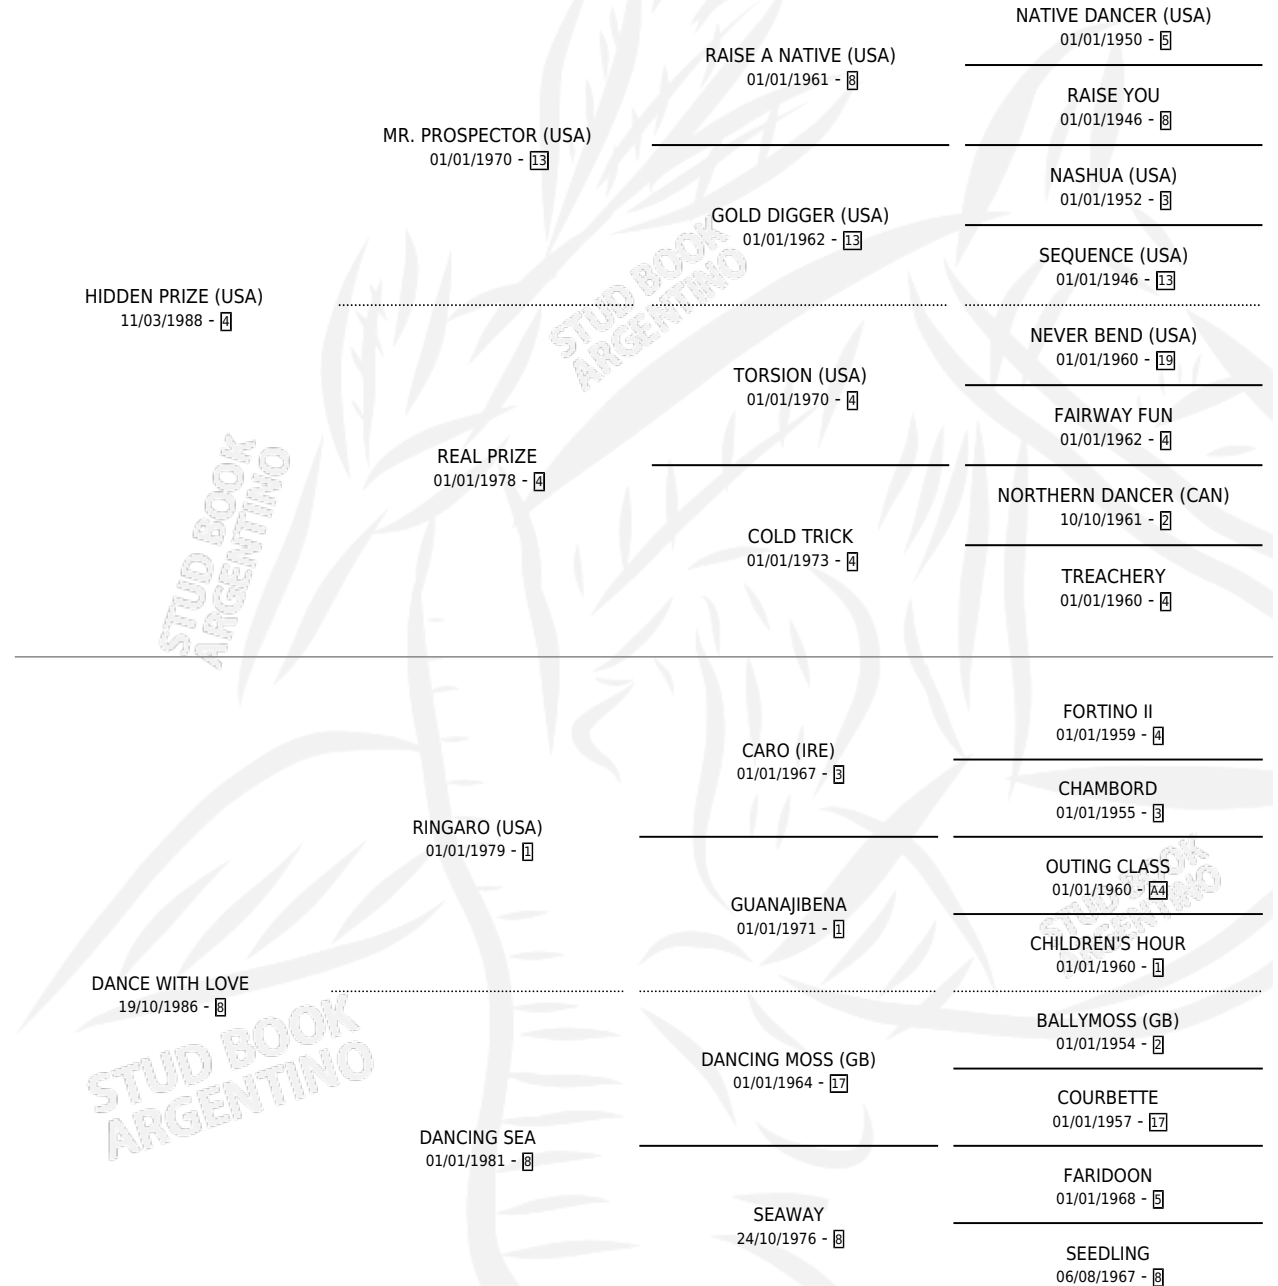 NATIVE DANCER (USA)
01/01/1950 - 5
RAISE A NATIVE (USA)
01/01/1961 - 8
RAISE YOU
01/01/1946 - 8
MR. PROSPECTOR (USA)
01/01/1970 - 13
NASHUA (USA)
01/01/1952 - 3
GOLD DIGGER (USA)
01/01/1962 - 13
SEQUENCE (USA)
01/01/1946 - 13
HIDDEN PRIZE (USA)
11/03/1988 - 4
NEVER BEND (USA)
01/01/1960 - 19
TORSION (USA)
01/01/1970 - 4
FAIRWAY FUN
01/01/1962 - 4
REAL PRIZE
01/01/1978 - 4
NORTHERN DANCER (CAN)
10/10/1961 - 2
COLD TRICK
01/01/1973 - 4
TREACHERY
01/01/1960 - 4
FORTINO II
01/01/1959 - 4
CARO (IRE)
01/01/1967 - 3
CHAMBORD
01/01/1955 - 3
RINGARO (USA)
01/01/1979 - 1
OUTING CLASS
01/01/1960 - A4
GUANAJIBENA
01/01/1971 - 1
CHILDREN'S HOUR
01/01/1960 - 1
DANCE WITH LOVE
19/10/1986 - 8
BALLYMOSS (GB)
01/01/1954 - 2
DANCING MOSS (GB)
01/01/1964 - 17
COURBETTE
01/01/1957 - 17
DANCING SEA
01/01/1981 - 8
FARIDOON
01/01/1968 - 5
SEAWAY
24/10/1976 - 8
SEEDLING
06/08/1967 - 8
STUD BOOK
ARGENTINO
STUD BOOK
ARGENTINO
STUD BOOK
ARGENTINO
STUD BOOK
ARGENTINO